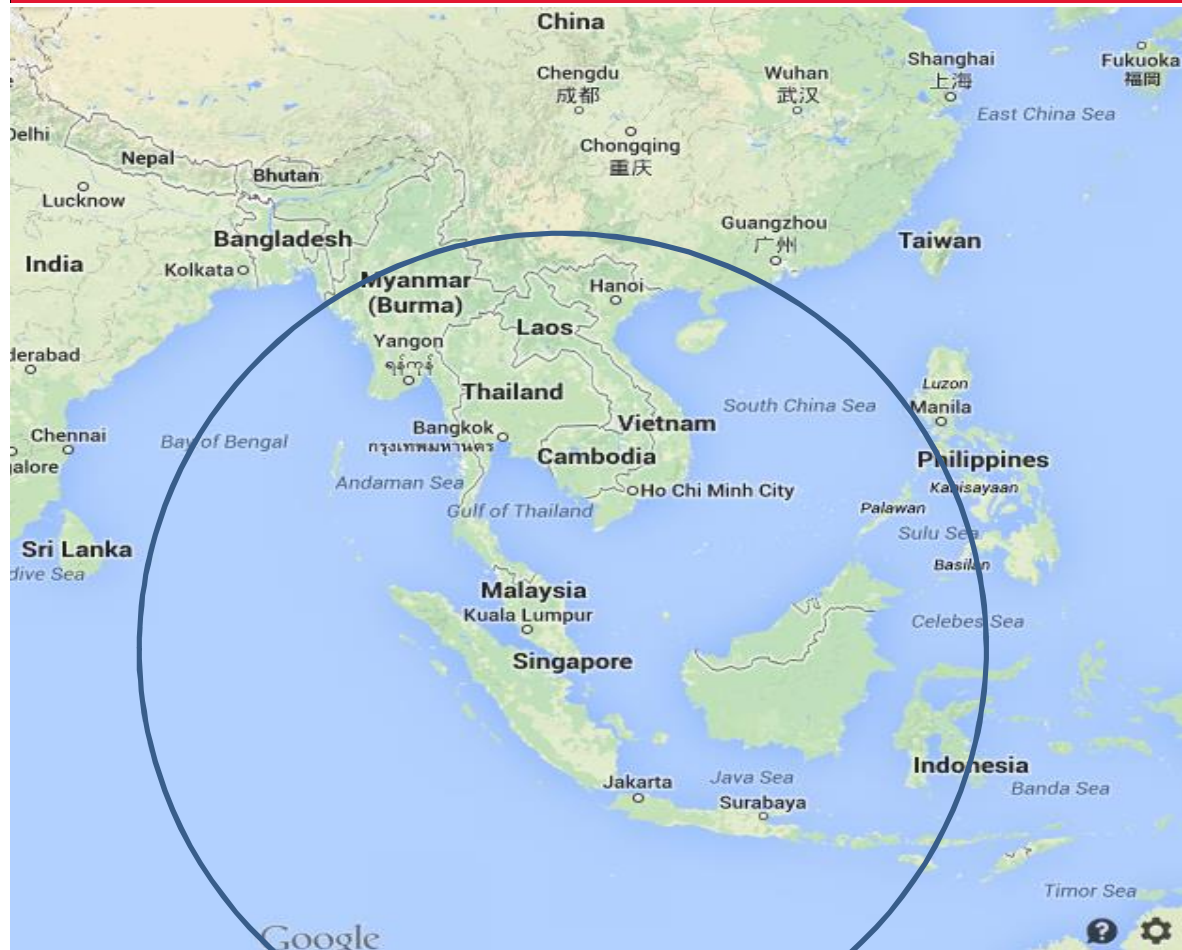 China
Chengdu
成都
Wuhan
武汉
Shanghai
上海
Fukuoka
福岡
East China Sea
Delhi
Nepal
Bhutan
Chongqing
重庆
Lucknow
Bangladesh
Guangzhou
广州
Taiwan
India
Kolkata
Myanmar
(Burma)
Hanoi
Laos
Yangon
ရန်ကုန်
derabad
Thailand
Luzon
South China Sea
Manila
Vietnam
Chennai
Bay of Bengal
Bangkok
กรุงเทพมหานคร
Cambodia
Philippines
galore
Andaman Sea
Ho Chi Minh City
Kabisayaan
Gulf of Thailand
Palawan
Sulu Sea
Sri Lanka
Basilan
dive Sea
Malaysia
Kuala Lumpur
Celebes Sea
Singapore
Indonesia
Jakarta
Java Sea
Banda Sea
Surabaya
Timor Sea
Google